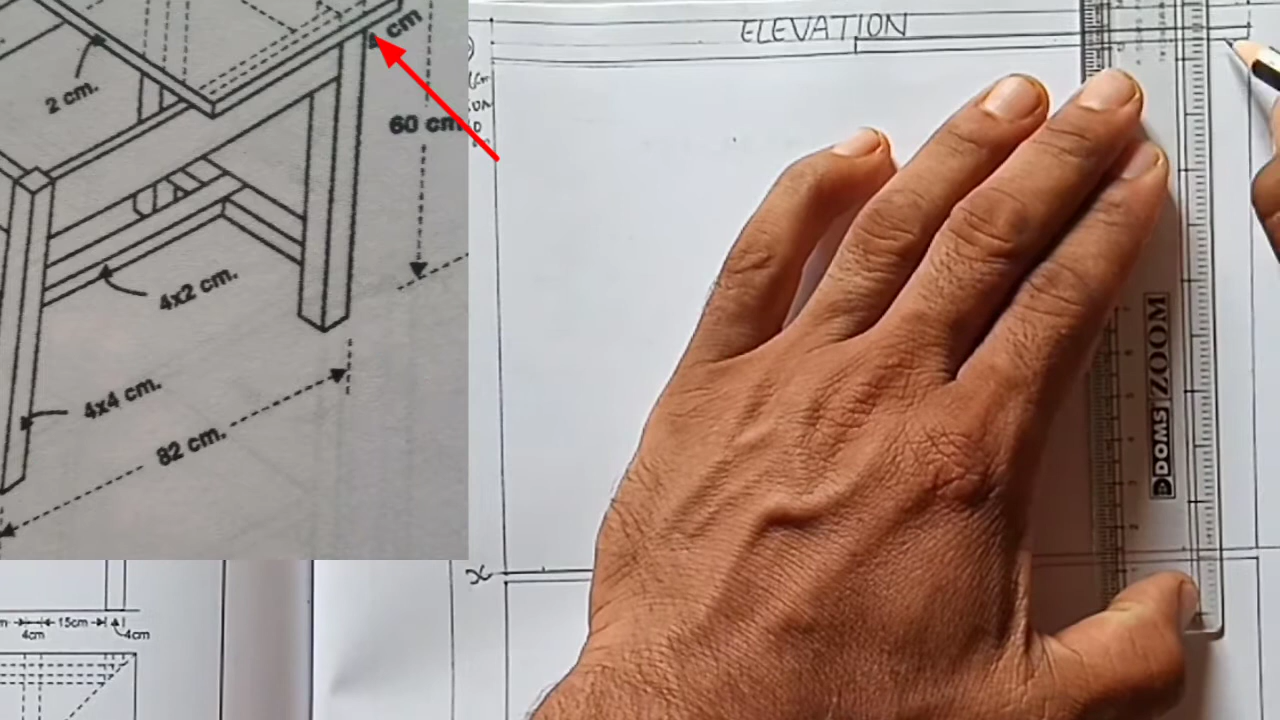 2 cm.
cm
60 cm
4x2 cm.
4x4 cm.
82 cm.
ELEVATION
DOMS ZOOM
X
15cm
4cm
4cm